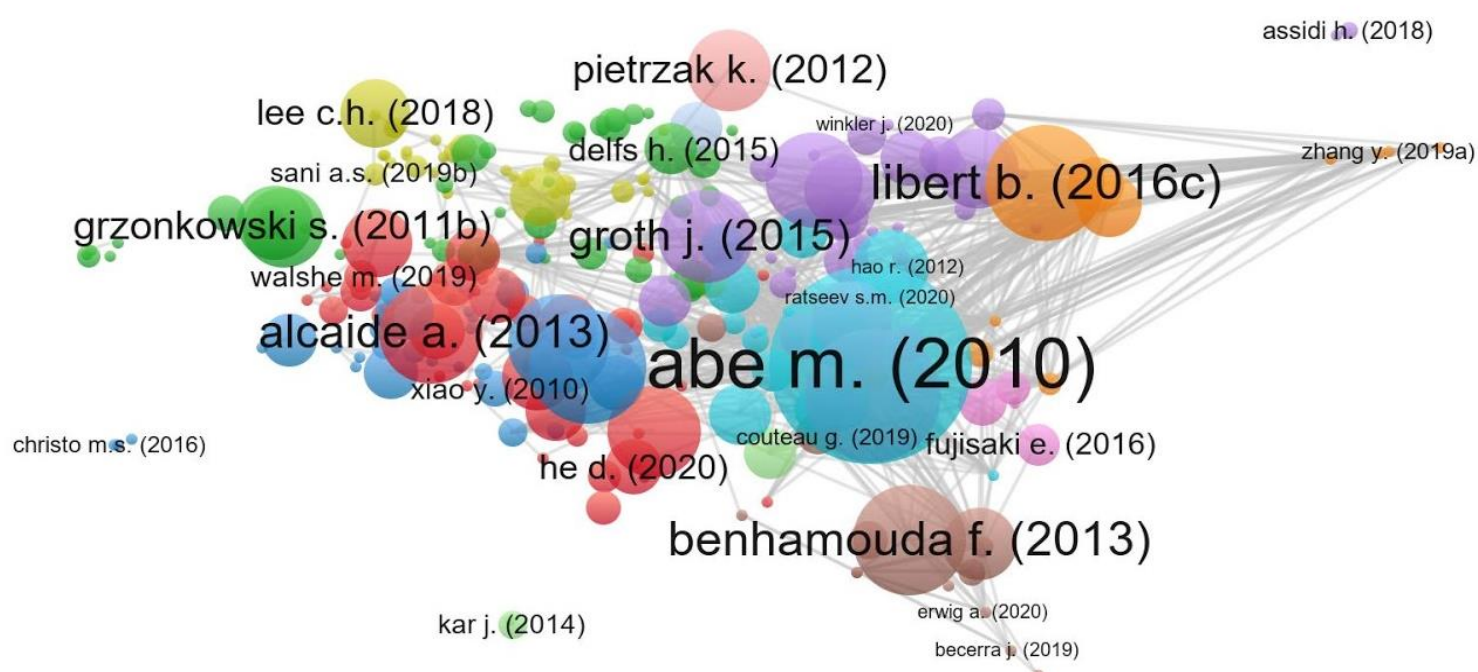 assidi h. (2018)
pietrzak k. (2012)
lee c.h. (2018)
winkler j. (2020)
delfs h. (2015)
zhang y. (2019a)
sani a.s. (2019b)
libert b. (2016c)
grzonkowski s. (2011b)
groth j. (2015)
hao r. (2012)
walshe m. (2019)
ratseev s.m. (2020)
alcaide a. (2013)
abe m. (2010)
xiao y. (2010)
couteau g. (2019)
fujisaki e. (2016)
christo m.s. (2016)
he d. (2020)
benhamouda f. (2013)
erwig a. (2020)
kar j. (2014)
becerra j. (2019)